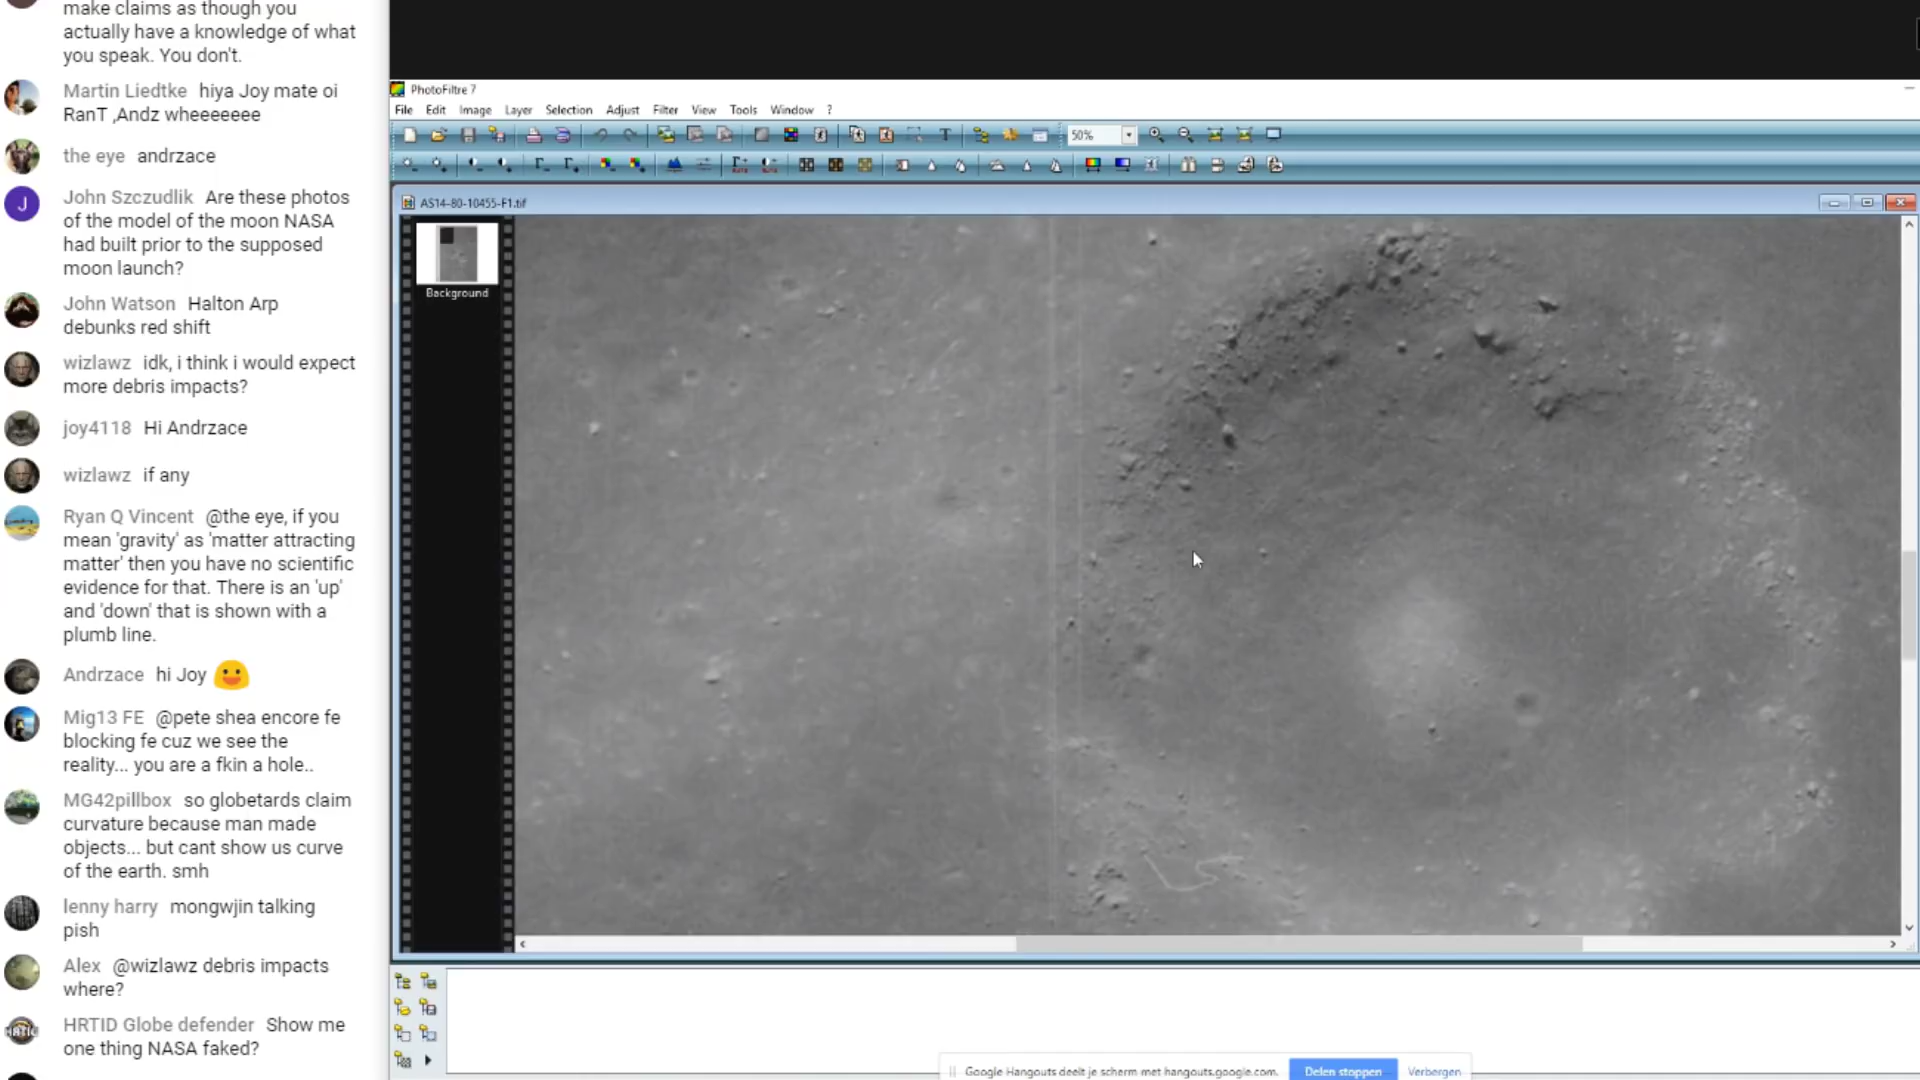 make claims as though you
actually have a knowledge of what
you speak. You don't.
Martin Liedtke hiya Joy mate oi
RanT ,Andz wheeeeeee
the eye andrzace
J
John Szczudlik Are these photos
of the model of the moon NASA
had built prior to the supposed
moon launch?
John Watson Halton Arp
debunks red shift
wizlawz idk, i think i would expect
more debris impacts?
joy4118 Hi Andrzace
wizlawz if any
Ryan Q Vincent @the eye, if you
mean 'gravity' as 'matter attracting
matter' then you have no scientific
evidence for that. There is an 'up'
and 'down' that is shown with a
plumb line.
Andrzace hi Joy
Mig13 FE @pete shea encore fe
blocking fe cuz we see the
reality... you are a fkin a hole..
MG42pillbox so globetards claim
curvature because man made
objects... but cant show us curve
of the earth. smh
lenny harry mongwjin talking
pish
Alex @wizlawz debris impacts
where?
HRTID Globe defender Show me
one thing NASA faked?
PhotoFiltre 7
File Edit Image Layer Selection Adjust Filter View Tools Window ?
50%
AS14-80-10455-F1.tif
Background
Google Hangouts deelt je scherm met hangouts.google.com. Delen stoppen Verbergen